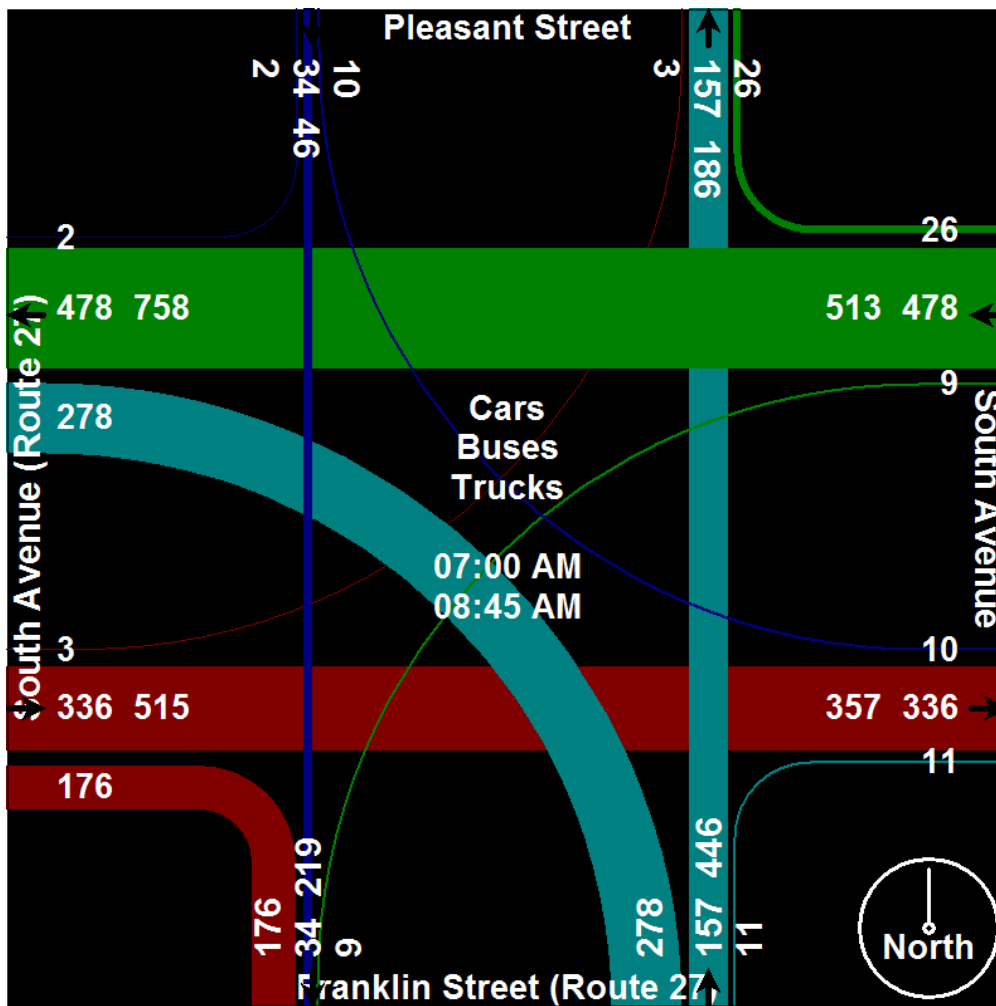 Pleasant Street
2 34 10 3 157 26
46 186
2 26
478 758 513 478
278 9
South Avenue (Route 27)
South Avenue
Cars
Buses
Trucks
07:00 AM
08:45 AM
3 10
336 515 357 336
176 11
219 446
176 34 9 278 157 11
North
Franklin Street (Route 27)